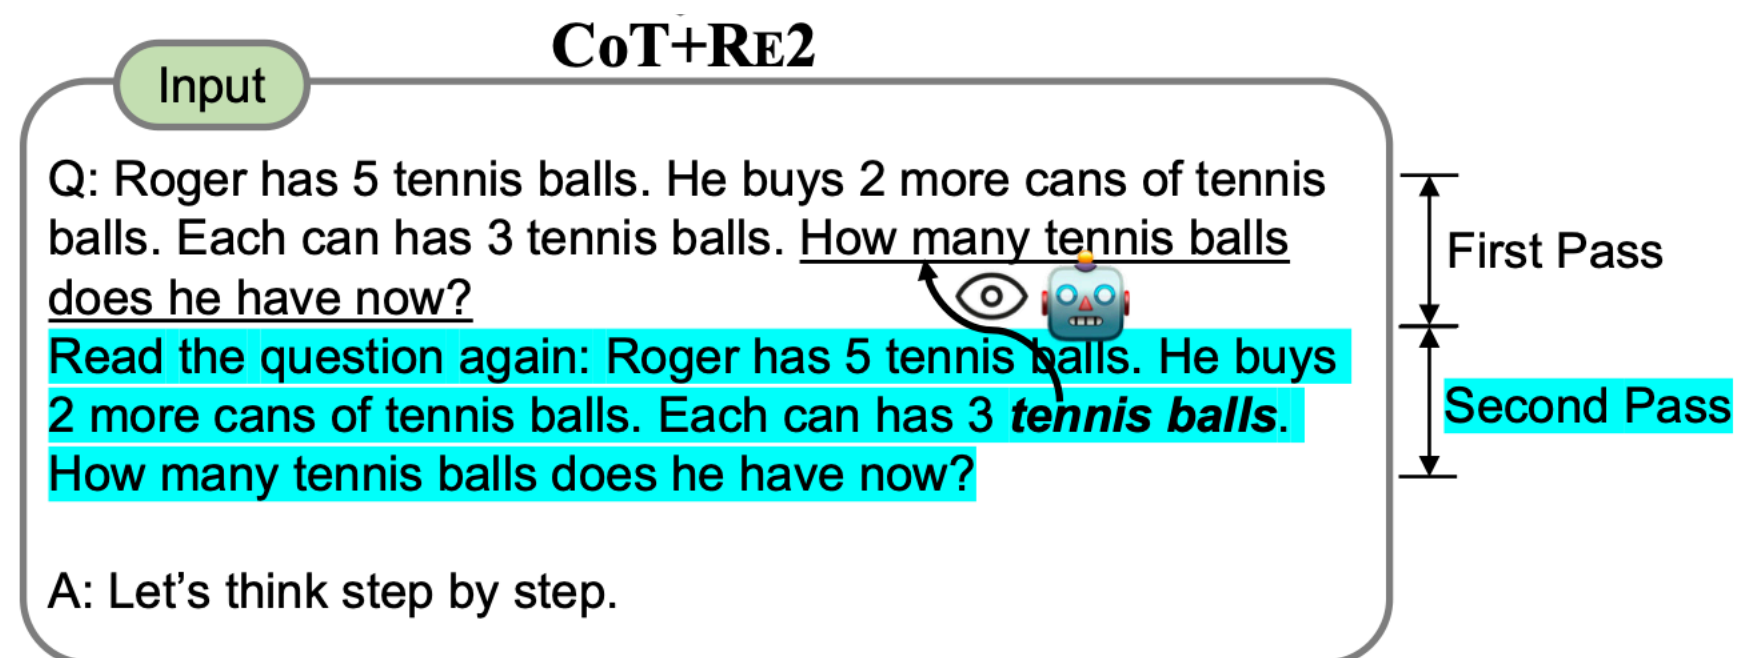 CoT+RE2
Input
Q: Roger has 5 tennis balls. He buys 2 more cans of tennis
balls. Each can has 3 tennis balls. How many tennis balls
does he have now?
First Pass
Read the question again: Roger has 5 tennis balls. He buys
2 more cans of tennis balls. Each can has 3 tennis balls.
How many tennis balls does he have now?
Second Pass
A: Let’s think step by step.